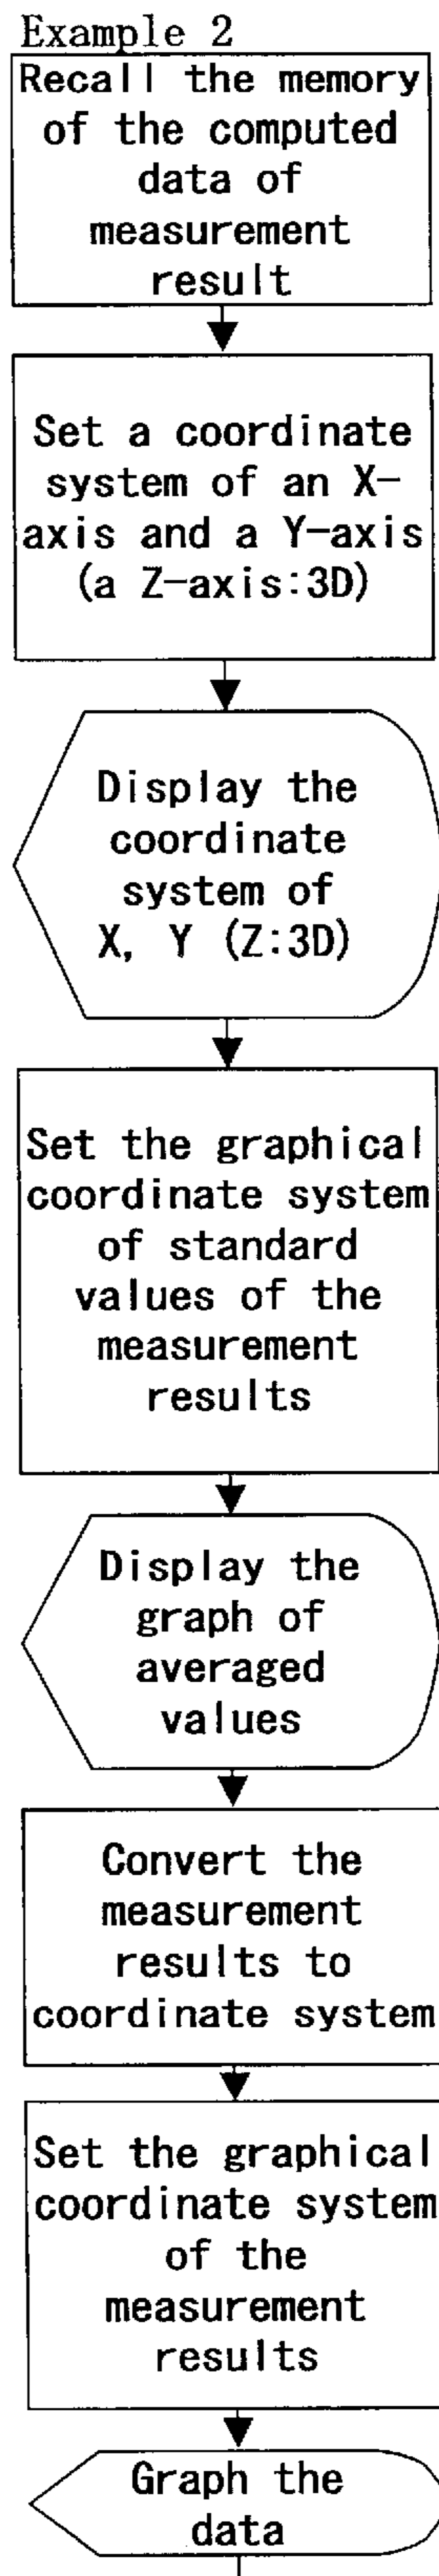 Example 2
Recall the memory
of the computed
data of
measurement
result
Set a coordinate
system of an X-
axis and a Y-axis
(a Z-axis:3D)
Display the
coordinate
system of
X, Y (Z:3D)
Set the graphical
coordinate system
of standard
values of the
measurement
results
Display the
graph of
averaged
values
Convert the
measurement
results to
coordinate system
Set the graphical
coordinate system
of the
measurement
results
Graph the
data